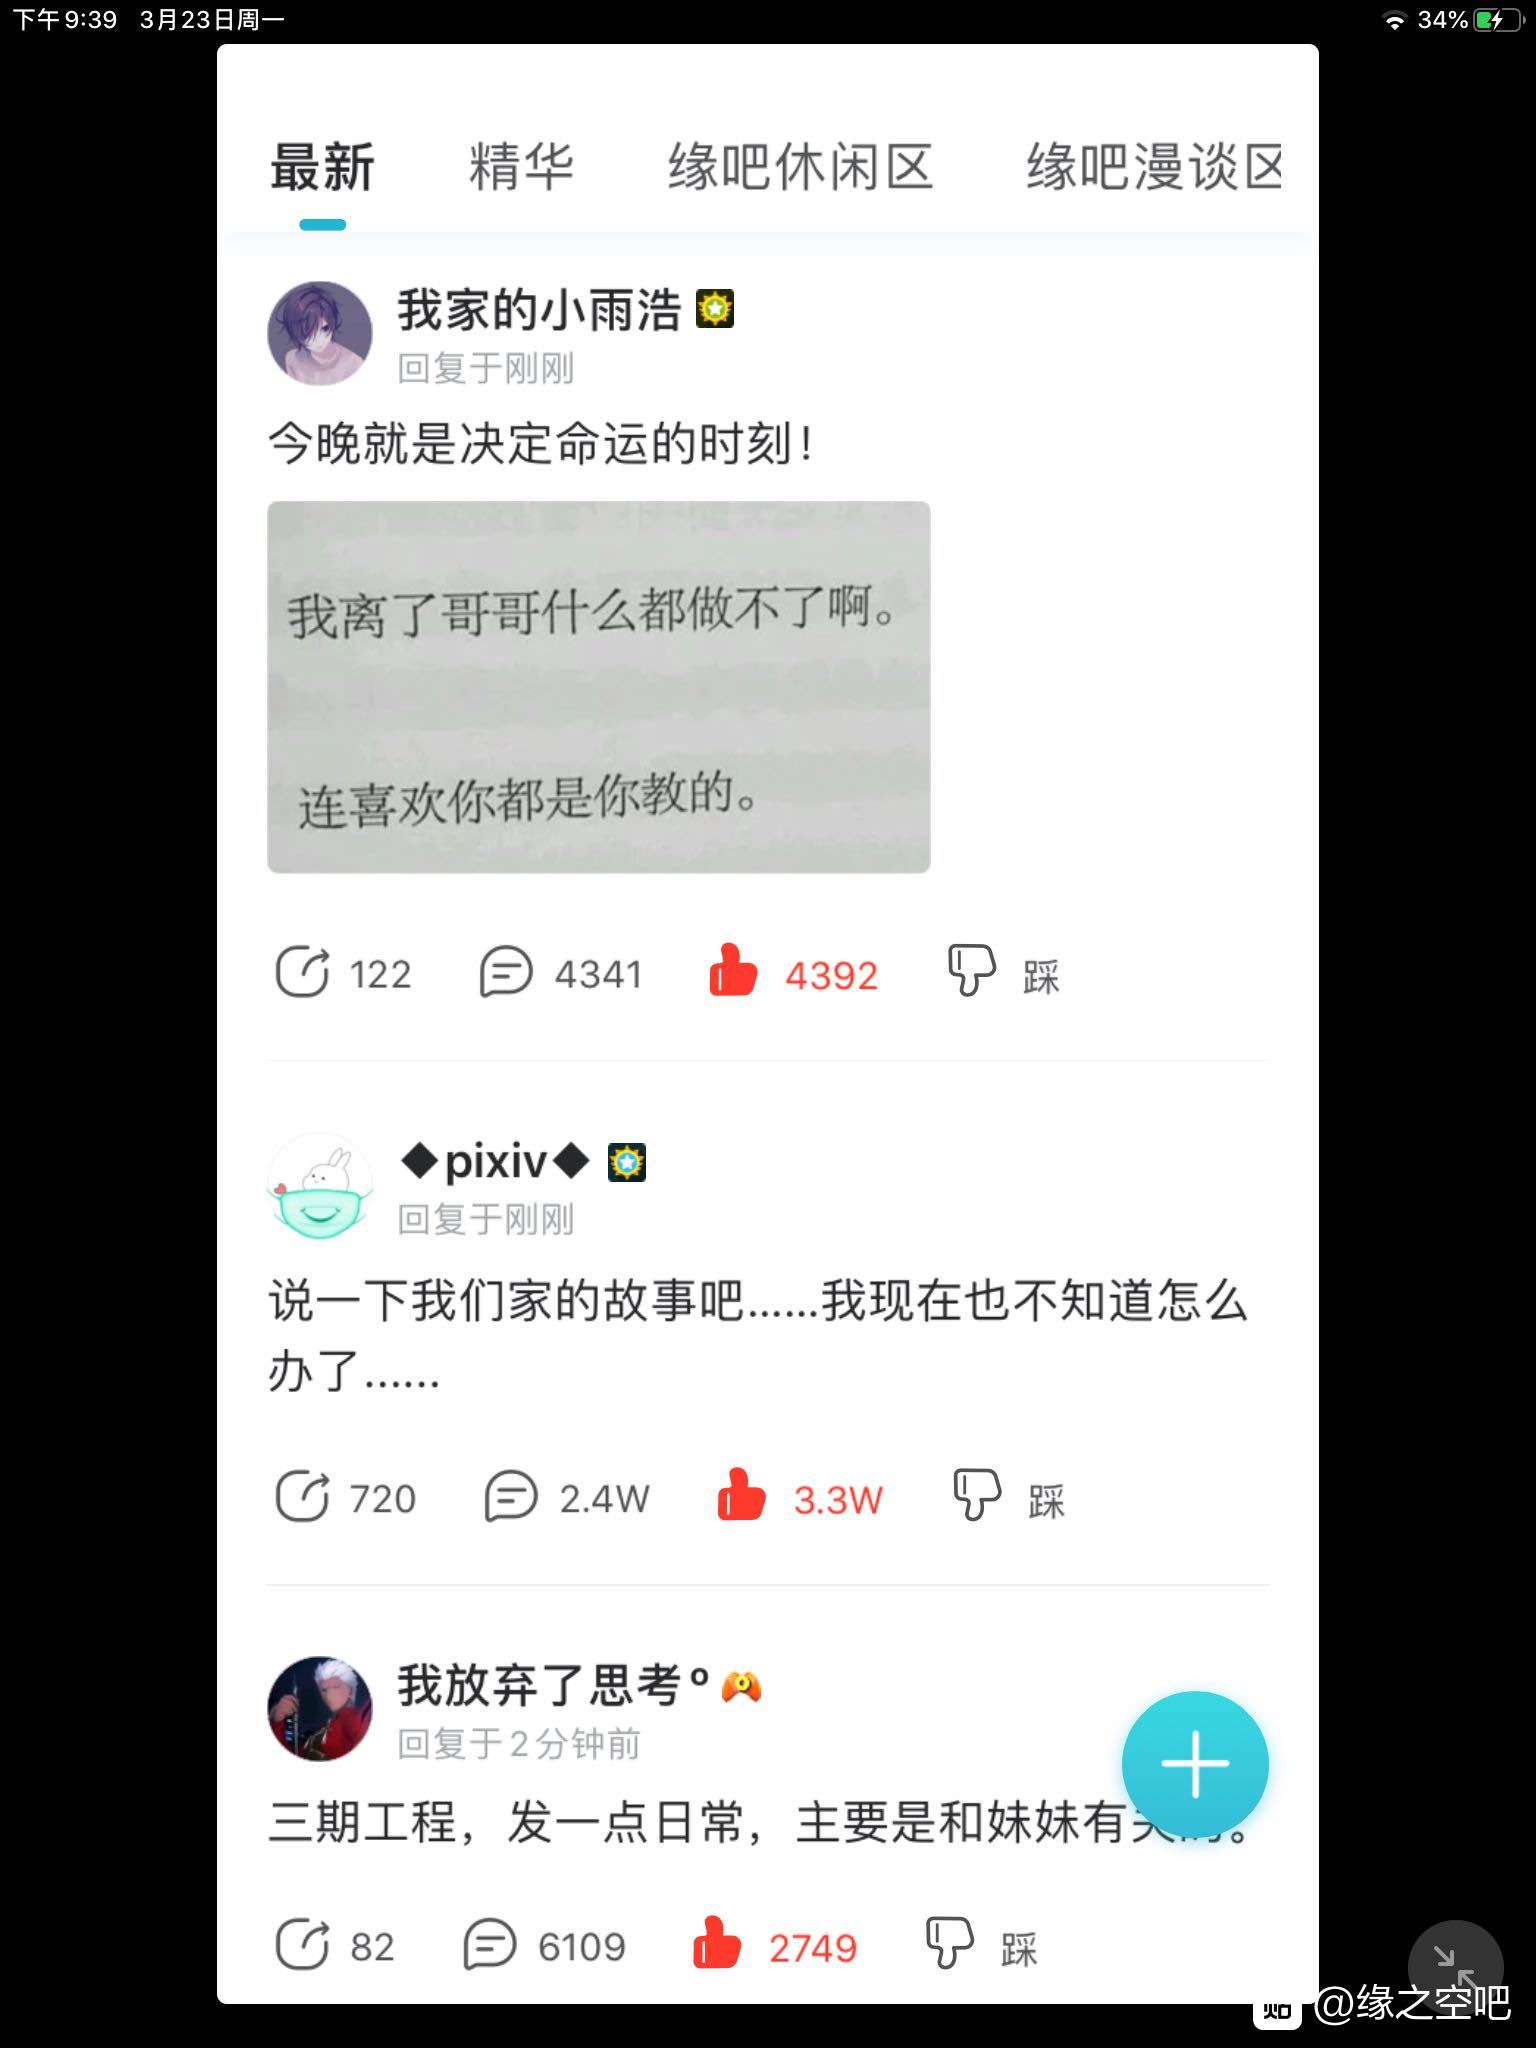 下午9:39 3月23日周一 34%
最新 精华 缘吧休闲区 缘吧漫谈区
我家的小雨浩
回复于刚刚
今晚就是决定命运的时刻！
我离了哥哥什么都做不了啊。
连喜欢你都是你教的。
122 4341 4392 踩
◆pixiv◆
回复于刚刚
说一下我们家的故事吧……我现在也不知道怎么
办了……
720 2.4W 3.3W 踩
我放弃了思考º
回复于2分钟前
三期工程，发一点日常，主要是和妹妹有关的。
82 6109 2749 踩
贴 @缘之空吧